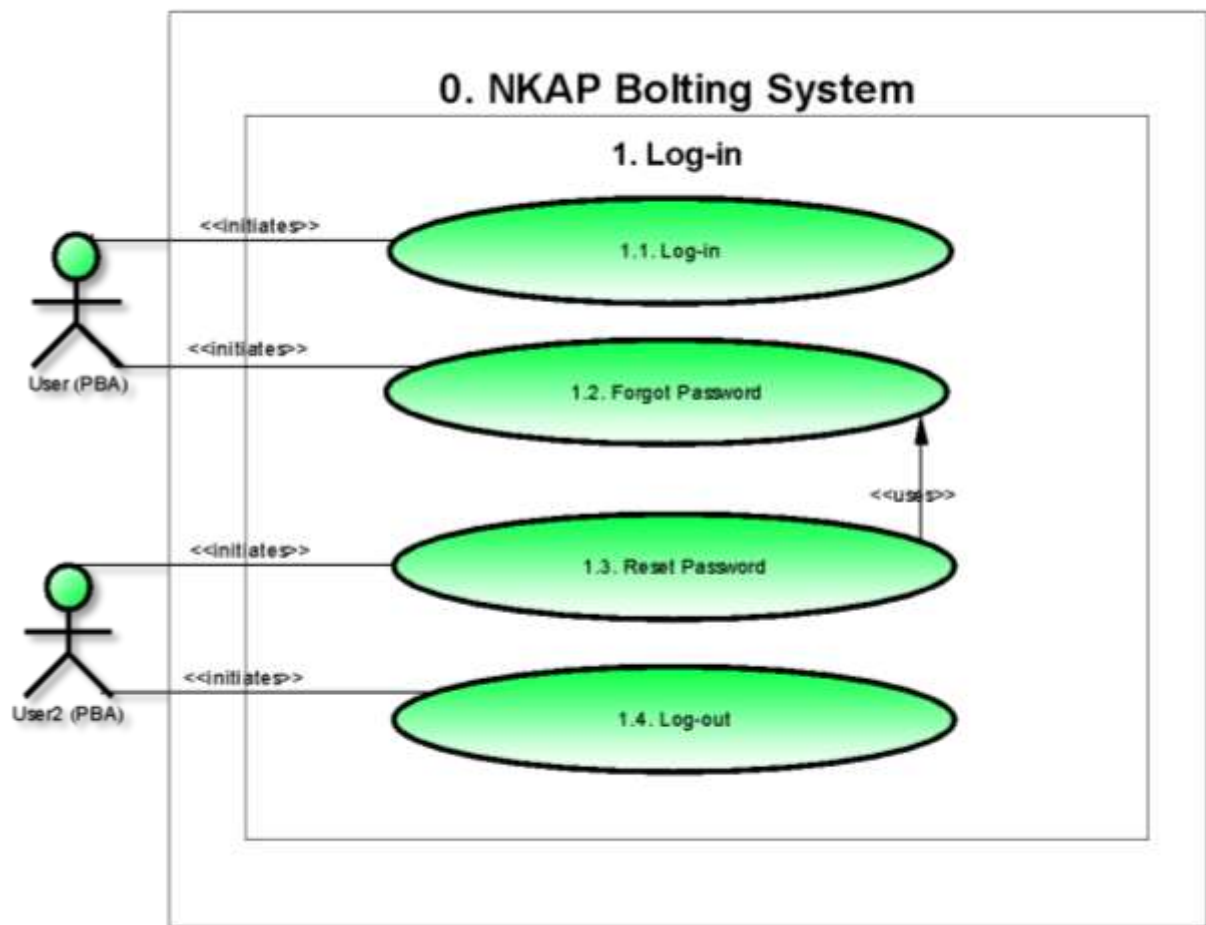 0. NKAP Bolting System
1. Log-in
<<initiates>>
1.1. Log-in
<<initiates>>
User (PBA)
1.2. Forgot Password
<<uses>>
<<initiates>>
1.3. Reset Password
<<initiates>>
User2 (PBA)
1.4. Log-out